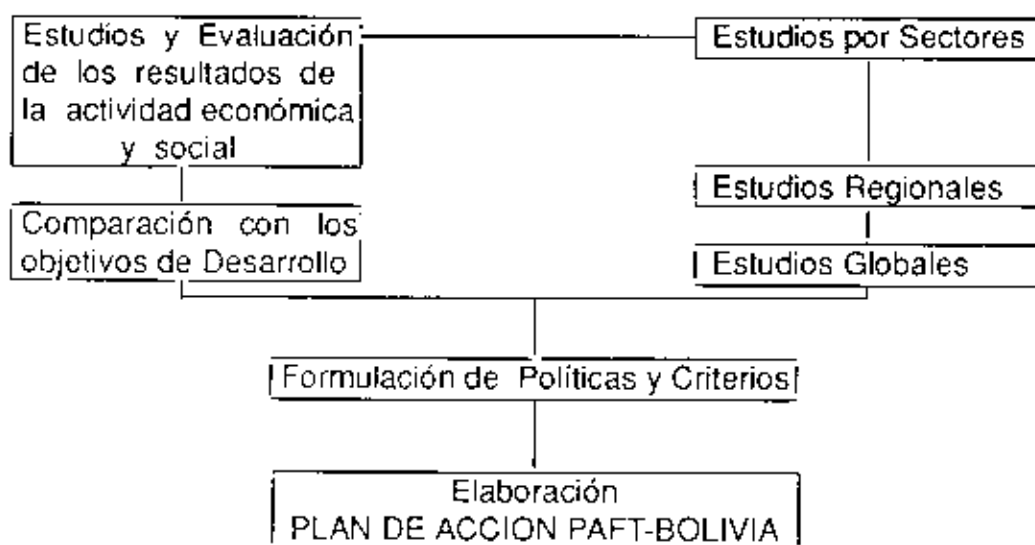 Estudios y Evaluación
de los resultados de
la actividad económica
y social
Estudios por Sectores
Comparación con los
objetivos de Desarrollo
Estudios Regionales
Estudios Globales
Formulación de Políticas y Criterios
Elaboración
PLAN DE ACCION PAFT-BOLIVIA